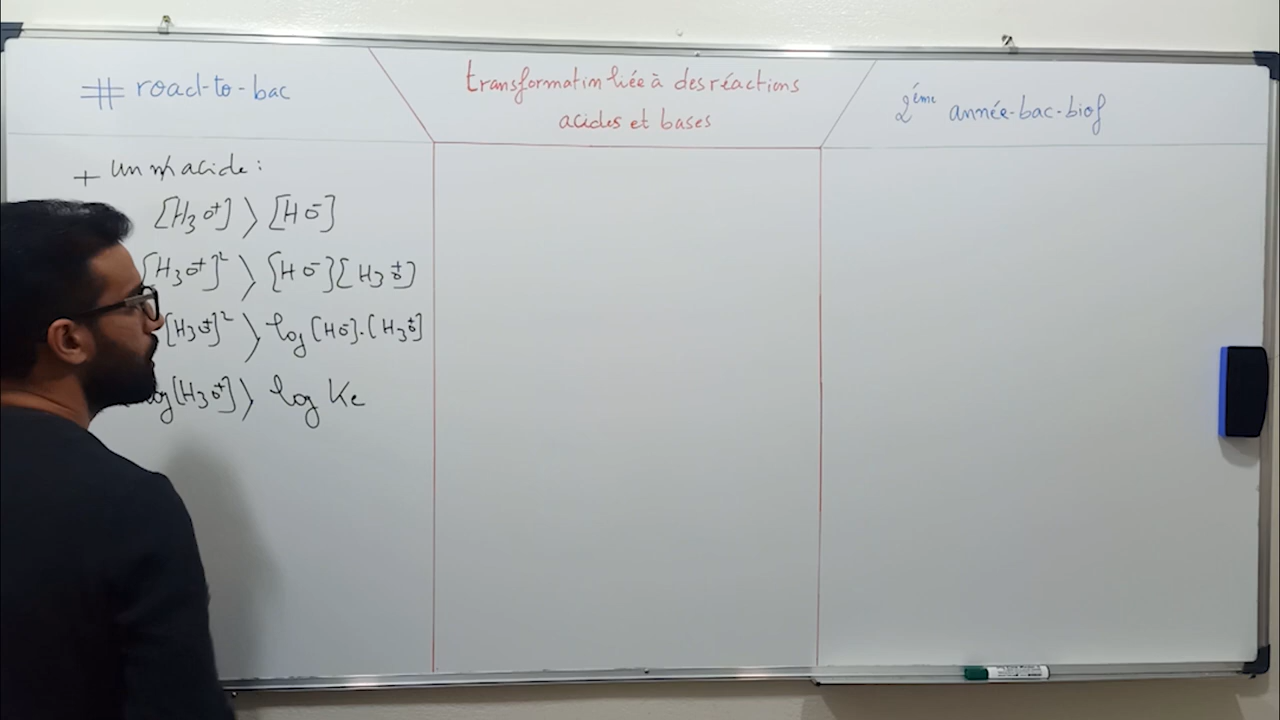 # road-to-bac
transformation liée à des réactions
acides et bases
2ème année-bac-biof
+ un acide :
[H3O+] > [HO-]
[H3O+]² > [HO-][H3O+]
[H3O+]² > log[HO-].[H3O+]
log[H3O+] > log Ke